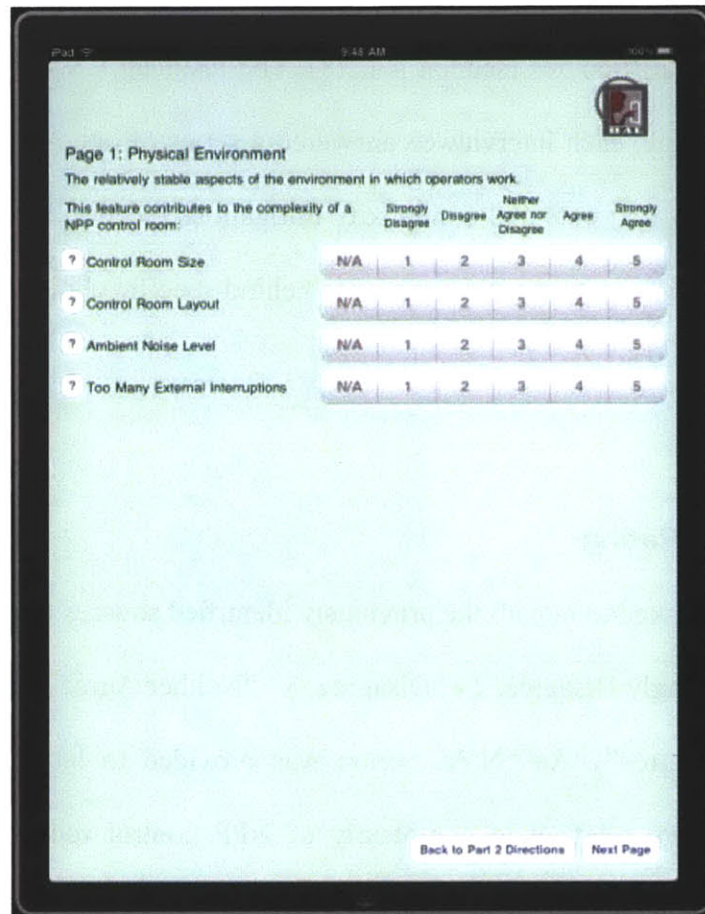 iPad 9:48 AM 100%
HAL
Page 1: Physical Environment
The relatively stable aspects of the environment in which operators work.
This feature contributes to the complexity of a NPP control room:
Strongly Disagree Disagree Neither Agree nor Disagree Agree Strongly Agree
? Control Room Size N/A 1 2 3 4 5
? Control Room Layout N/A 1 2 3 4 5
? Ambient Noise Level N/A 1 2 3 4 5
? Too Many External Interruptions N/A 1 2 3 4 5
Back to Part 2 Directions Next Page